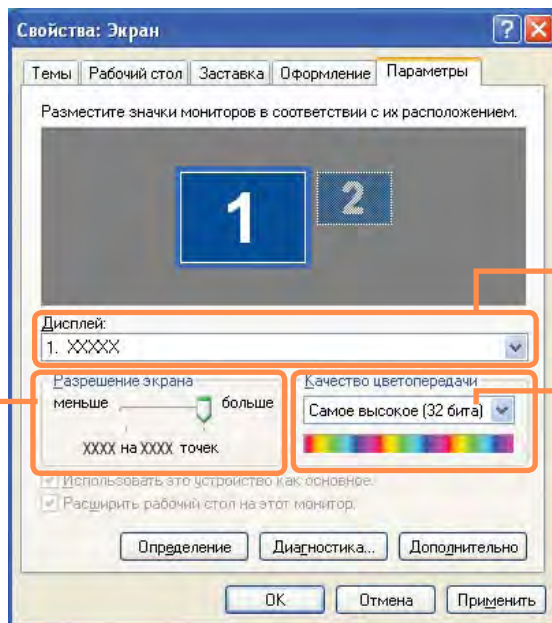 Свойства: Экран
Темы Рабочий стол Заставка Оформление Параметры
Разместите значки мониторов в соответствии с их расположением.
1 2
Дисплей:
1. XXXXX
Разрешение экрана
меньше больше
XXXX на XXXX точек
Качество цветопередачи
Самое высокое (32 бита)
Использовать это устройство как основное.
Расширить рабочий стол на этот монитор.
Определение Диагностика... Дополнительно
OK Отмена Применить